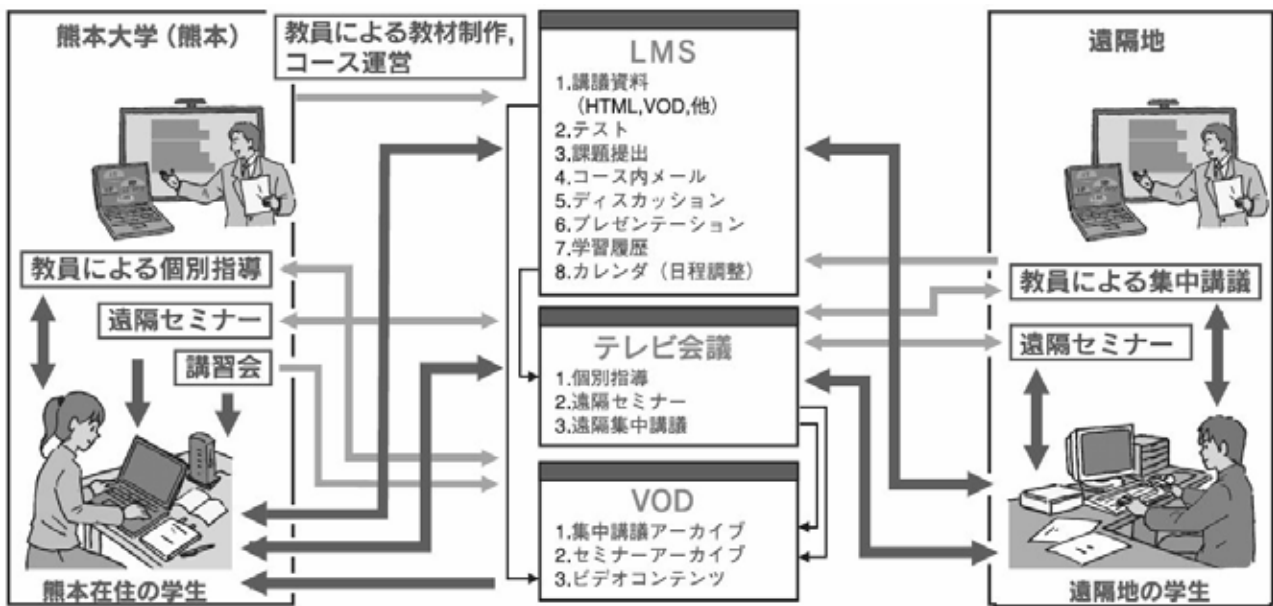 熊本大学（熊本）
教員による教材制作,
コース運営
教員による個別指導
遠隔セミナー
講習会
熊本在住の学生
LMS
1.講議資料
（HTML,VOD,他）
2.テスト
3.課題提出
4.コース内メール
5.ディスカッション
6.プレゼンテーション
7.学習履歴
8.カレンダ（日程調整）
テレビ会議
1.個別指導
2.遠隔セミナー
3.遠隔集中講議
VOD
1.集中講議アーカイブ
2.セミナーアーカイブ
3.ビデオコンテンツ
遠隔地
教員による集中講議
遠隔セミナー
遠隔地の学生